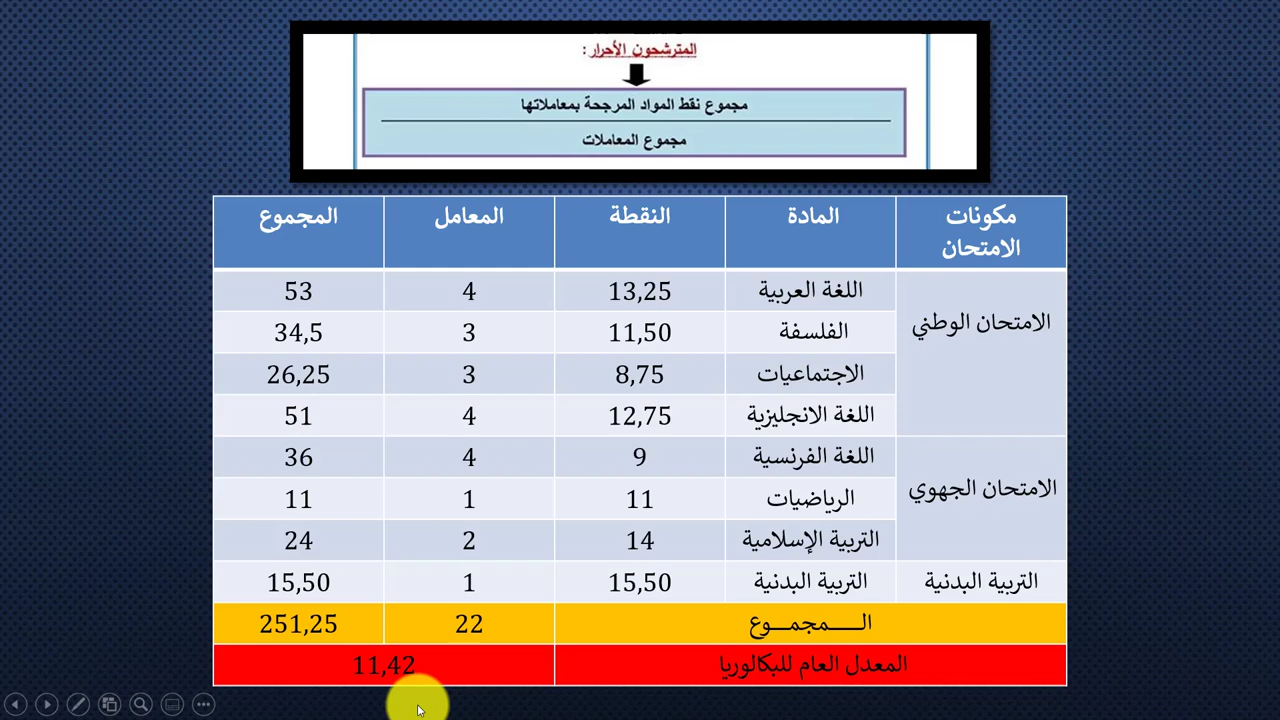 المترشحون الأحرار :
مجموع نقط المواد المرجحة بمعاملاتها
مجموع المعاملات
مكونات الامتحان المادة النقطة المعامل المجموع
الامتحان الوطني اللغة العربية 13,25 4 53
الفلسفة 11,50 3 34,5
الاجتماعيات 8,75 3 26,25
اللغة الانجليزية 12,75 4 51
الامتحان الجهوي اللغة الفرنسية 9 4 36
الرياضيات 11 1 11
التربية الإسلامية 14 2 24
التربية البدنية التربية البدنية 15,50 1 15,50
الـــــمجمـــوع 22 251,25
المعدل العام للبكالوريا 11,42